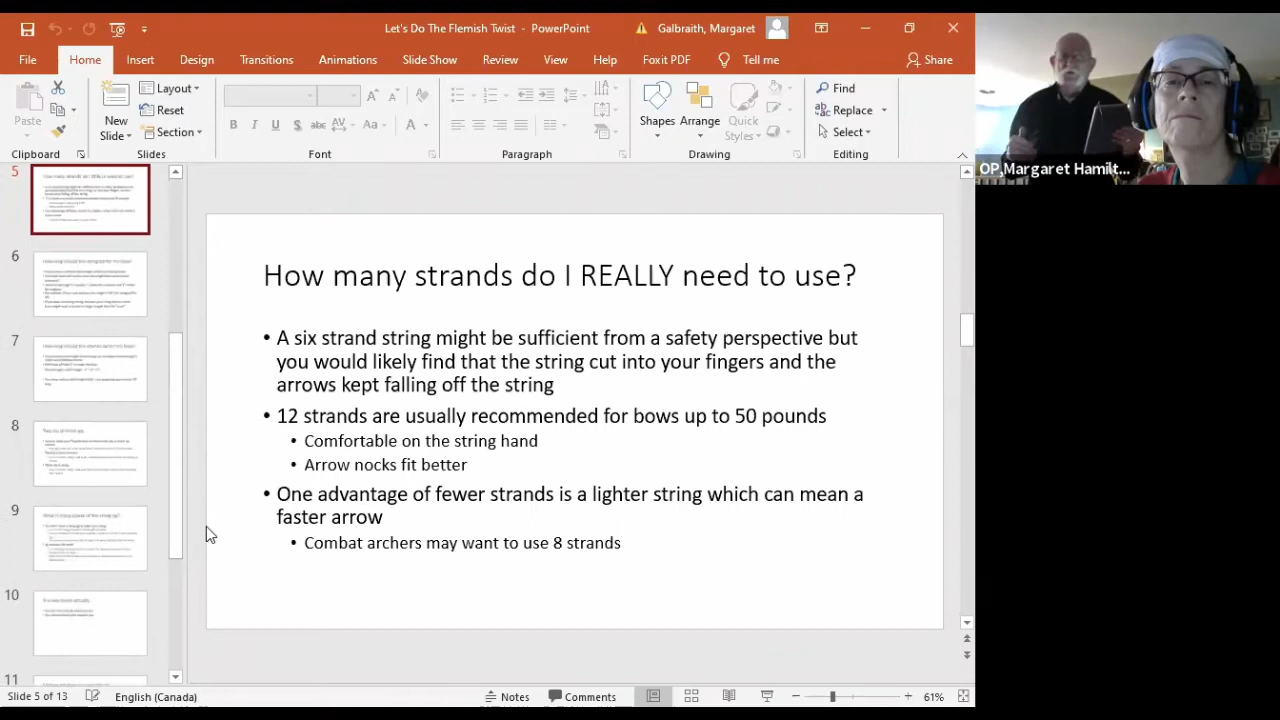 Let's Do The Flemish Twist - PowerPoint
Galbraith, Margaret
File
Home
Insert
Design
Transitions
Animations
Slide Show
Review
View
Help
Foxit PDF
Tell me
Share
Paste
Clipboard
New
Slide
Layout
Reset
Section
Slides
B I U S abc AV Aa A
Font
Paragraph
Shapes
Arrange
Quick
Styles
Drawing
Find
Replace
Select
Editing
OP,Margaret Hamilt...
5
6
7
8
9
10
11
How many strands do I REALLY need to use?
• A six strand string might be sufficient from a safety perspective but
you would likely find that the string cut into your fingers and the
arrows kept falling off the string
• 12 strands are usually recommended for bows up to 50 pounds
• Comfortable on the string hand
• Arrow nocks fit better
• One advantage of fewer strands is a lighter string which can mean a
faster arrow
• Combat archers may want to use 8 strands
Slide 5 of 13
English (Canada)
Notes
Comments
61%